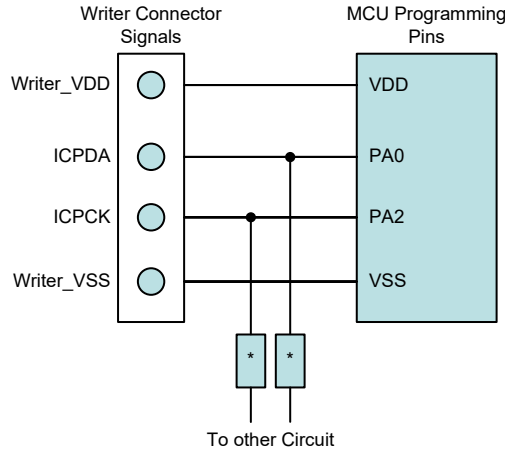 Writer Connector
Signals
MCU Programming
Pins
Writer_VDD
VDD
ICPDA
PA0
ICPCK
PA2
Writer_VSS
VSS
*
*
To other Circuit